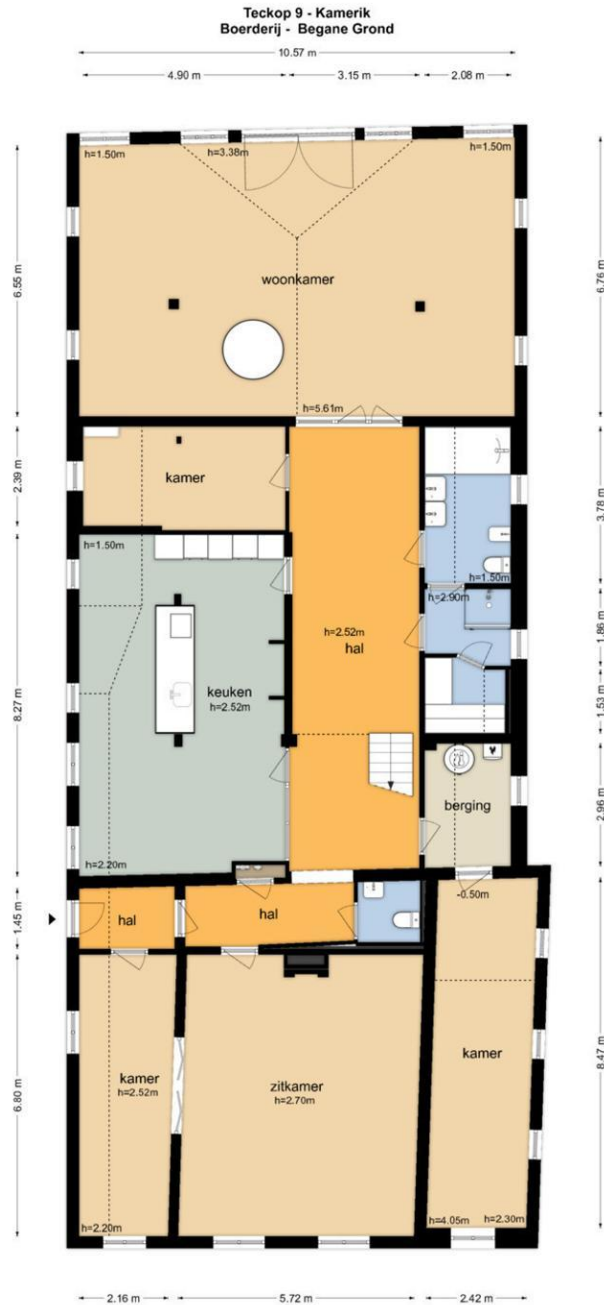 Teckop 9 - Kamerik
Boerderij - Begane Grond
10.57 m
4.90 m
3.15 m
2.08 m
h=1.50m
h=3.38m
h=1.50m
6.55 m
6.76 m
woonkamer
h=5.61m
2.39 m
kamer
3.78 m
h=1.50m
h=1.50m
h=2.90m
1.86 m
h=2.52m
hal
keuken
h=2.52m
8.27 m
1.53 m
berging
2.96 m
h=2.20m
-0.50m
1.45 m
hal
hal
kamer
h=2.52m
zitkamer
h=2.70m
kamer
6.80 m
8.47 m
h=2.20m
h=4.05m
h=2.30m
2.16 m
5.72 m
2.42 m